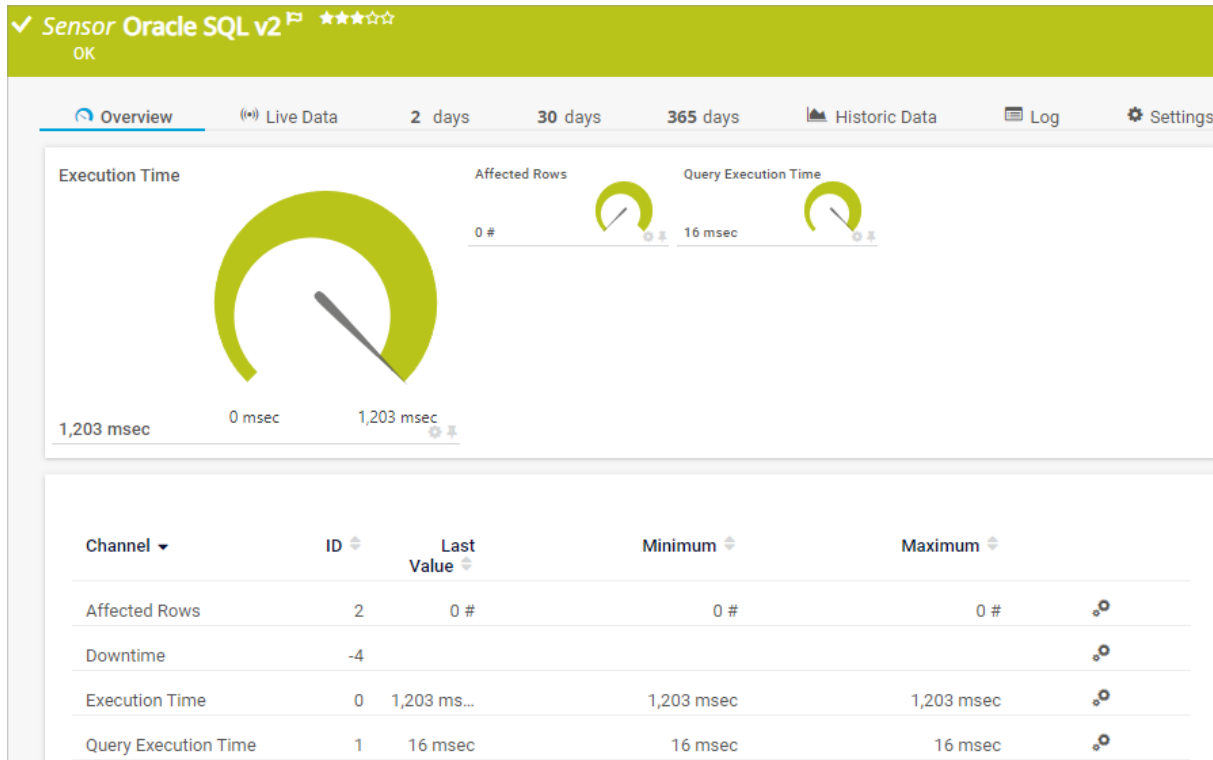 Sensor Oracle SQL v2
OK
Overview Live Data 2 days 30 days 365 days Historic Data Log Settings
Execution Time
Affected Rows
Query Execution Time
0 #
16 msec
0 msec
1,203 msec
1,203 msec
Channel ID Last Value Minimum Maximum
Affected Rows 2 0 # 0 # 0 #
Downtime -4
Execution Time 0 1,203 ms... 1,203 msec 1,203 msec
Query Execution Time 1 16 msec 16 msec 16 msec